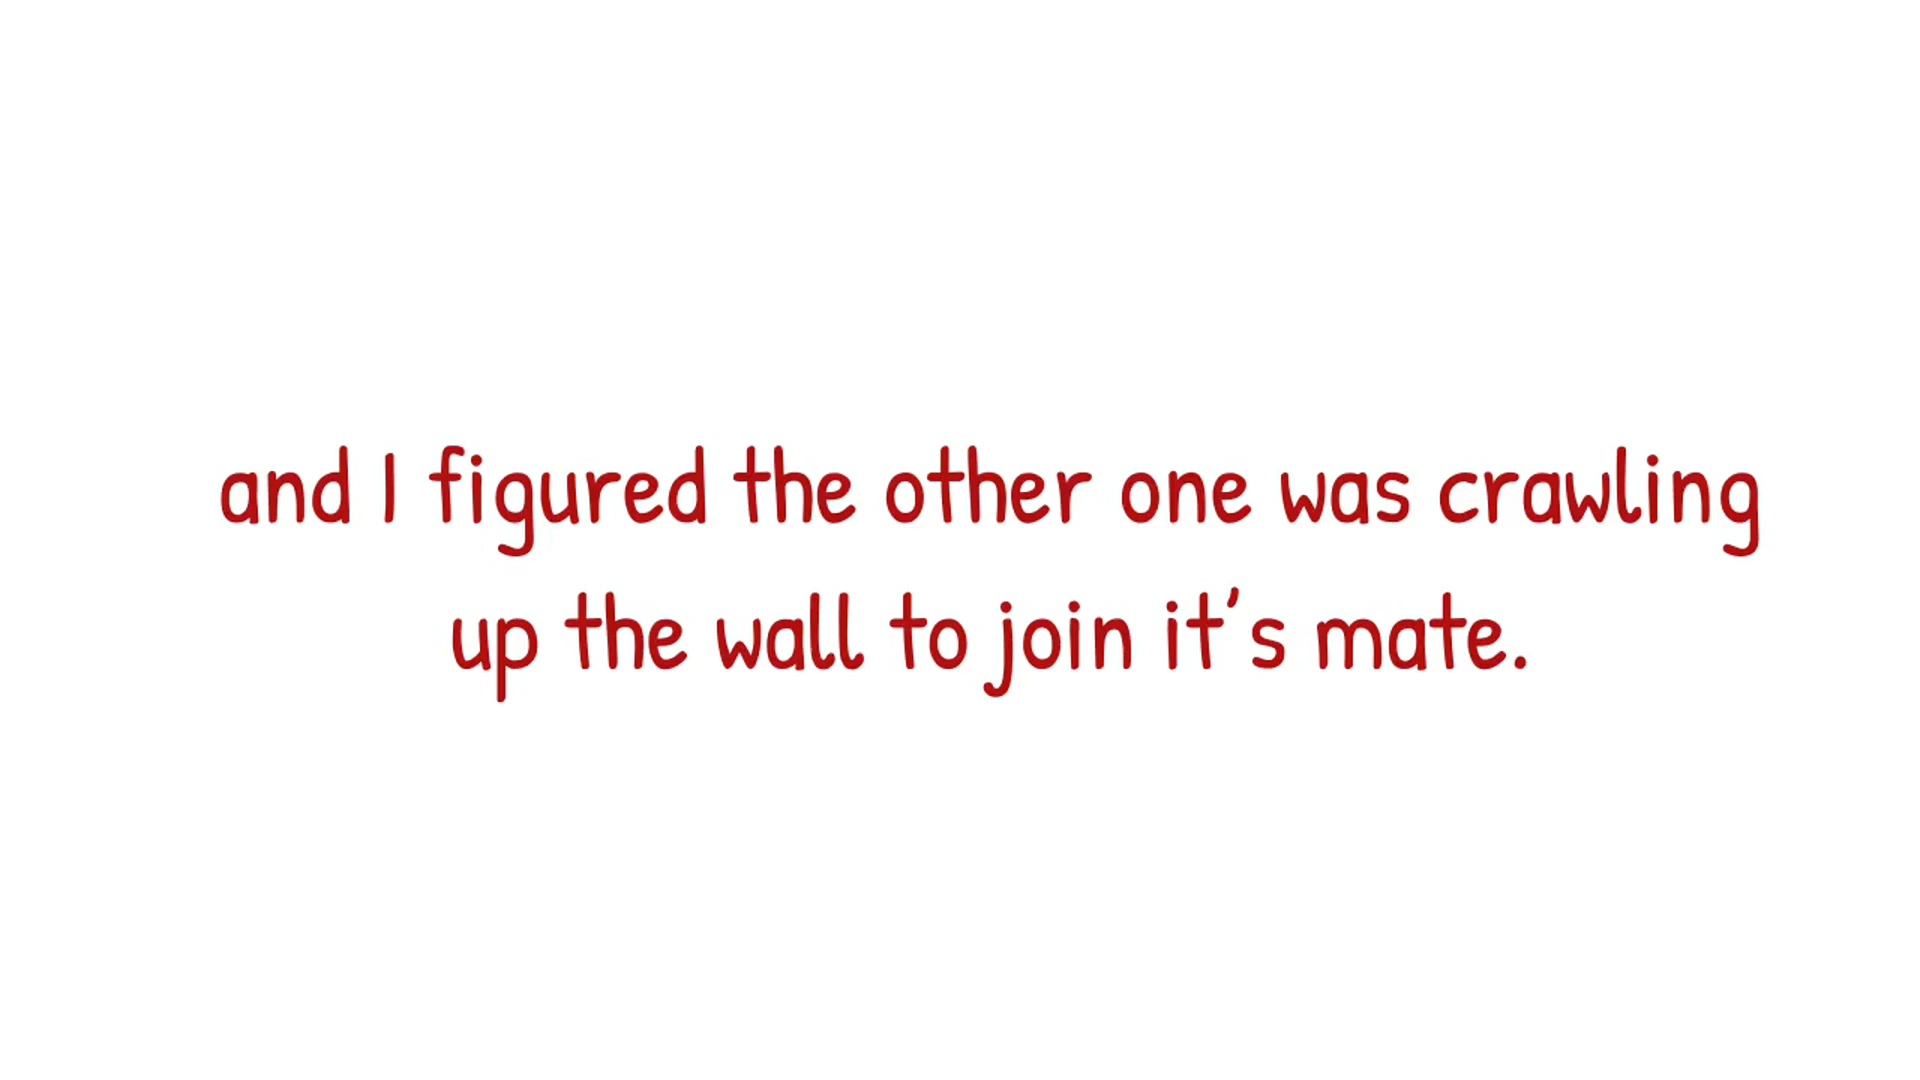 and I figured the other one was crawling
up the wall to join it's mate.